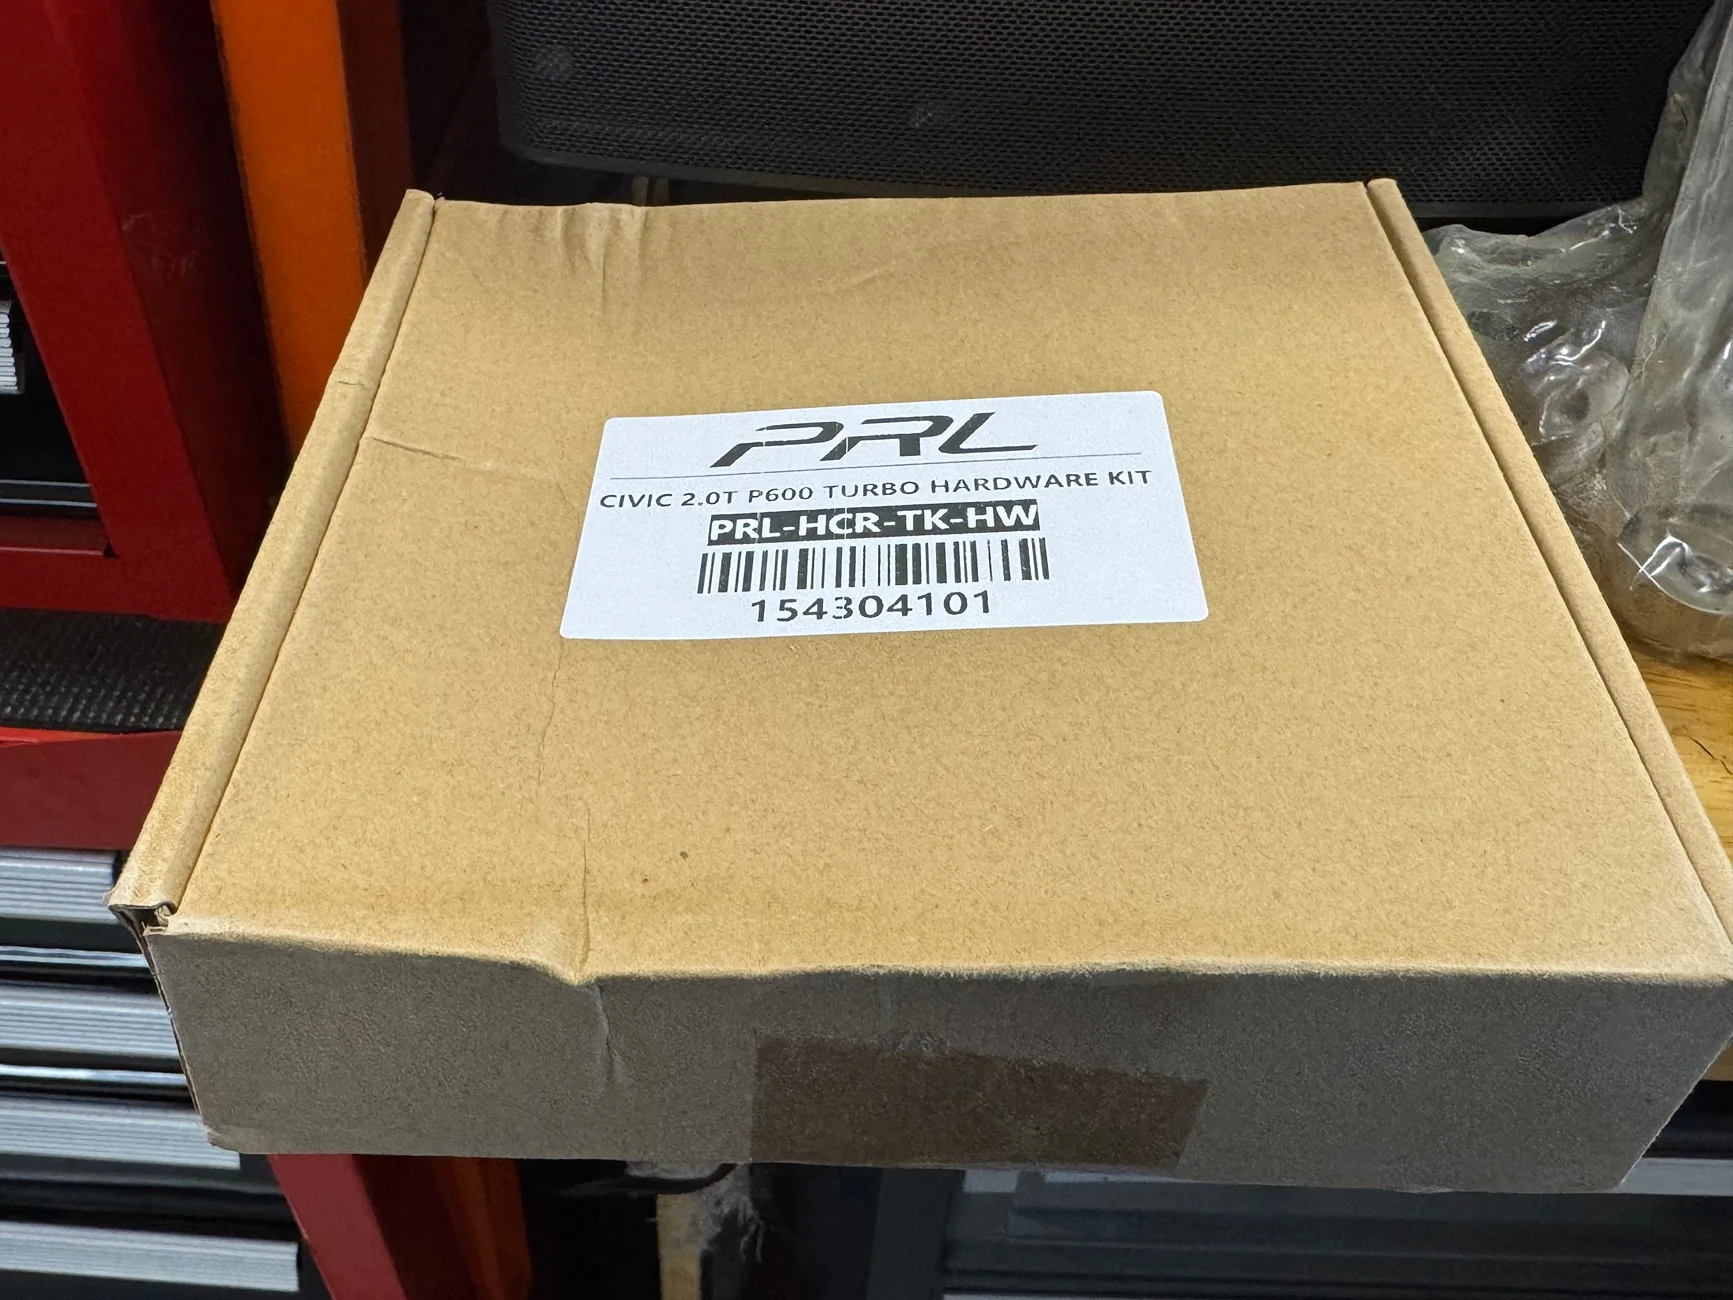 PRL
CIVIC 2.0T P600 TURBO HARDWARE KIT
PRL-HCR-TK-HW
154304101